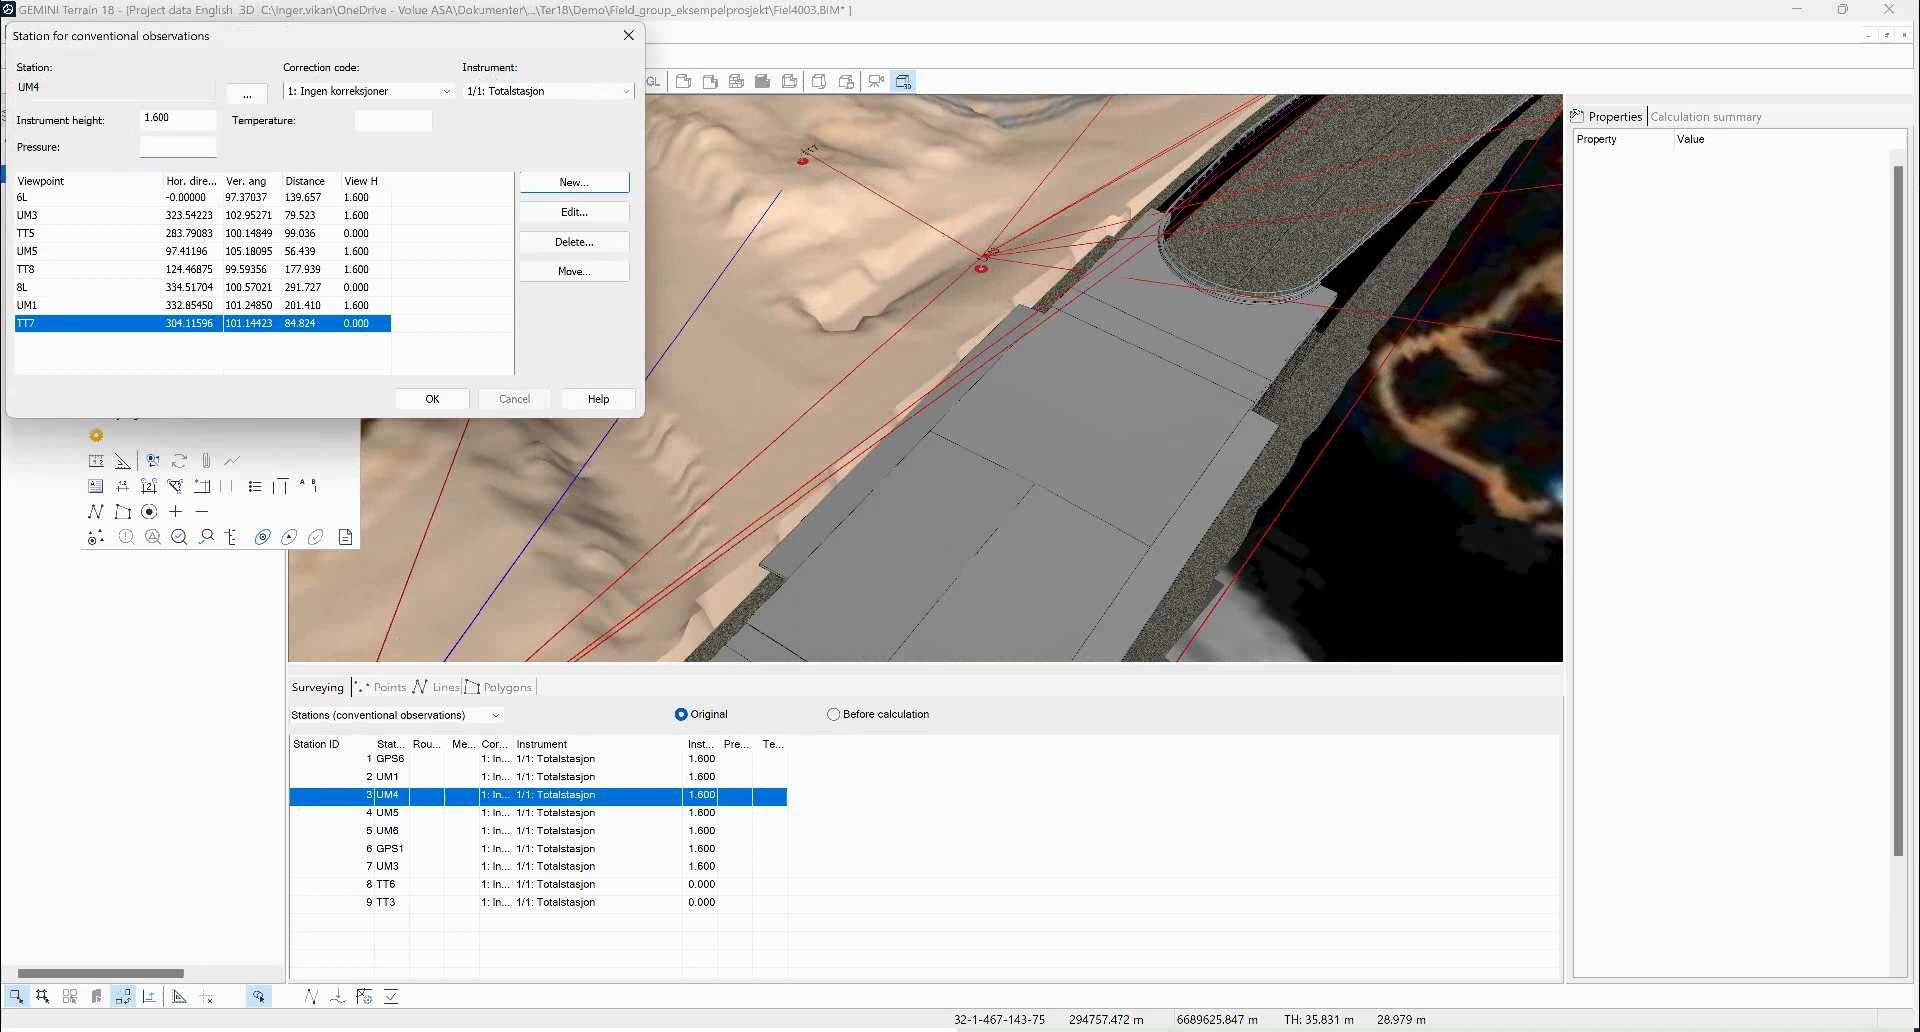 GEMINI Terrain 18 - [Project data English  3D  C:\inger.vikan\OneDrive - Volue ASA\Dokumenter\...\Ter18\Demo\Field_group_eksempelprosjekt\Fiel4003.BIM* ]
Station for conventional observations
Station:
UM4
...
Correction code:
1: Ingen korreksjoner
Instrument:
1/1: Totalstasjon
Instrument height:
1.600
Temperature:
Pressure:
Viewpoint Hor. dire... Ver. ang Distance View H
6L -0.00000 97.37037 139.657 1.600
UM3 323.54223 102.95271 79.523 1.600
TT5 283.79083 100.14849 99.036 0.000
UM5 97.41196 105.18095 56.439 1.600
TT8 124.46875 99.59356 177.939 1.600
8L 334.51704 100.57021 291.727 0.000
UM1 332.85450 101.24850 201.410 1.600
TT7 304.11596 101.14423 84.824 0.000
New...
Edit...
Delete...
Move...
OK Cancel Help
GL
Properties Calculation summary
Property Value
Surveying Points Lines Polygons
Stations (conventional observations) Original Before calculation
Station ID Stat... Rou... Me... Cor... Instrument Inst... Pre... Te...
1 GPS6 1: In... 1/1: Totalstasjon 1.600
2 UM1 1: In... 1/1: Totalstasjon 1.600
3 UM4 1: In... 1/1: Totalstasjon 1.600
4 UM5 1: In... 1/1: Totalstasjon 1.600
5 UM6 1: In... 1/1: Totalstasjon 1.600
6 GPS1 1: In... 1/1: Totalstasjon 1.600
7 UM3 1: In... 1/1: Totalstasjon 1.600
8 TT6 1: In... 1/1: Totalstasjon 0.000
9 TT3 1: In... 1/1: Totalstasjon 0.000
32-1-467-143-75 294757.472 m 6689625.847 m TH: 35.831 m 28.979 m